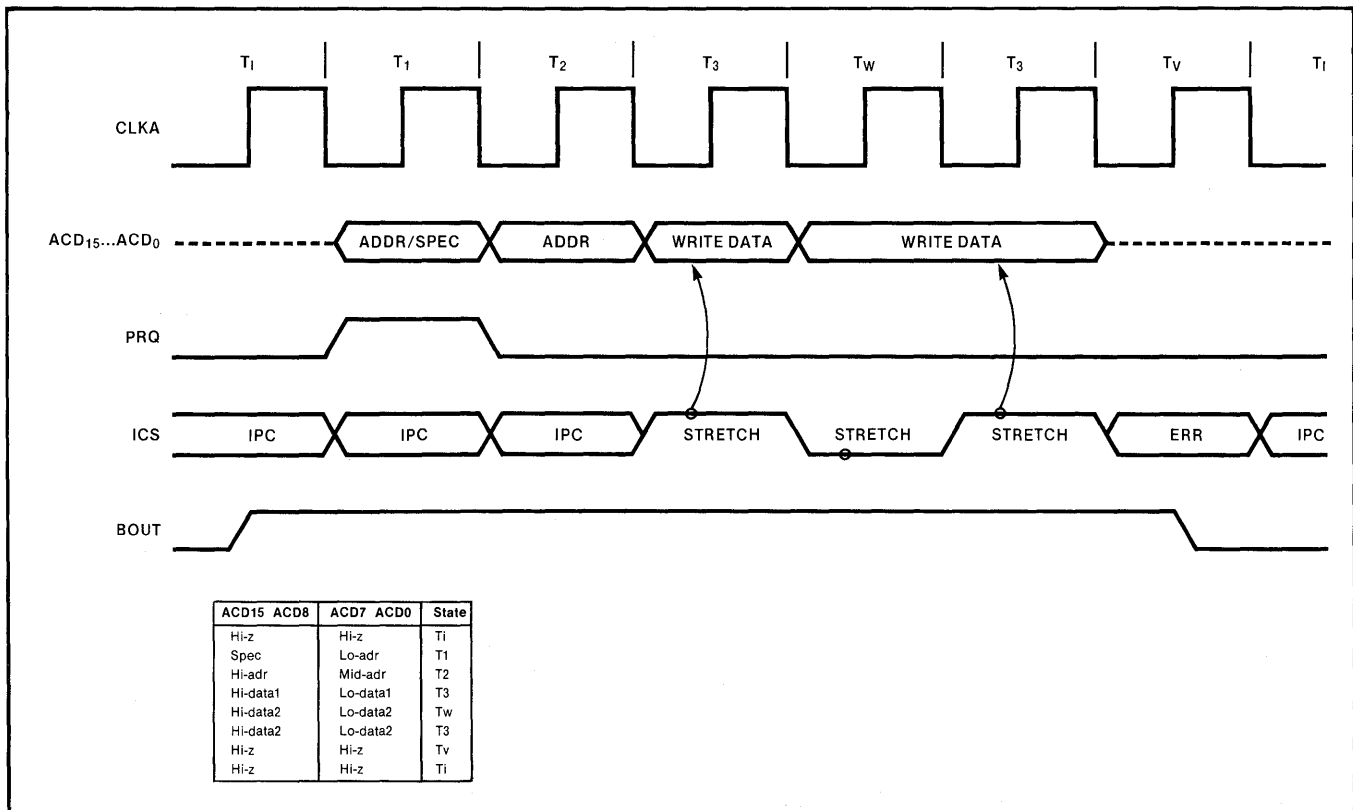 TI T1 T2 T3 TW T3 TV TI
CLKA
ACD15...ACD0 ADDR/SPEC ADDR WRITE DATA WRITE DATA
PRQ
ICS IPC IPC IPC STRETCH STRETCH STRETCH ERR IPC
BOUT
ACD15 ACD8 ACD7 ACD0 State
Hi-z Hi-z Ti
Spec Lo-adr T1
Hi-adr Mid-adr T2
Hi-data1 Lo-data1 T3
Hi-data2 Lo-data2 Tw
Hi-data2 Lo-data2 T3
Hi-z Hi-z Tv
Hi-z Hi-z Ti